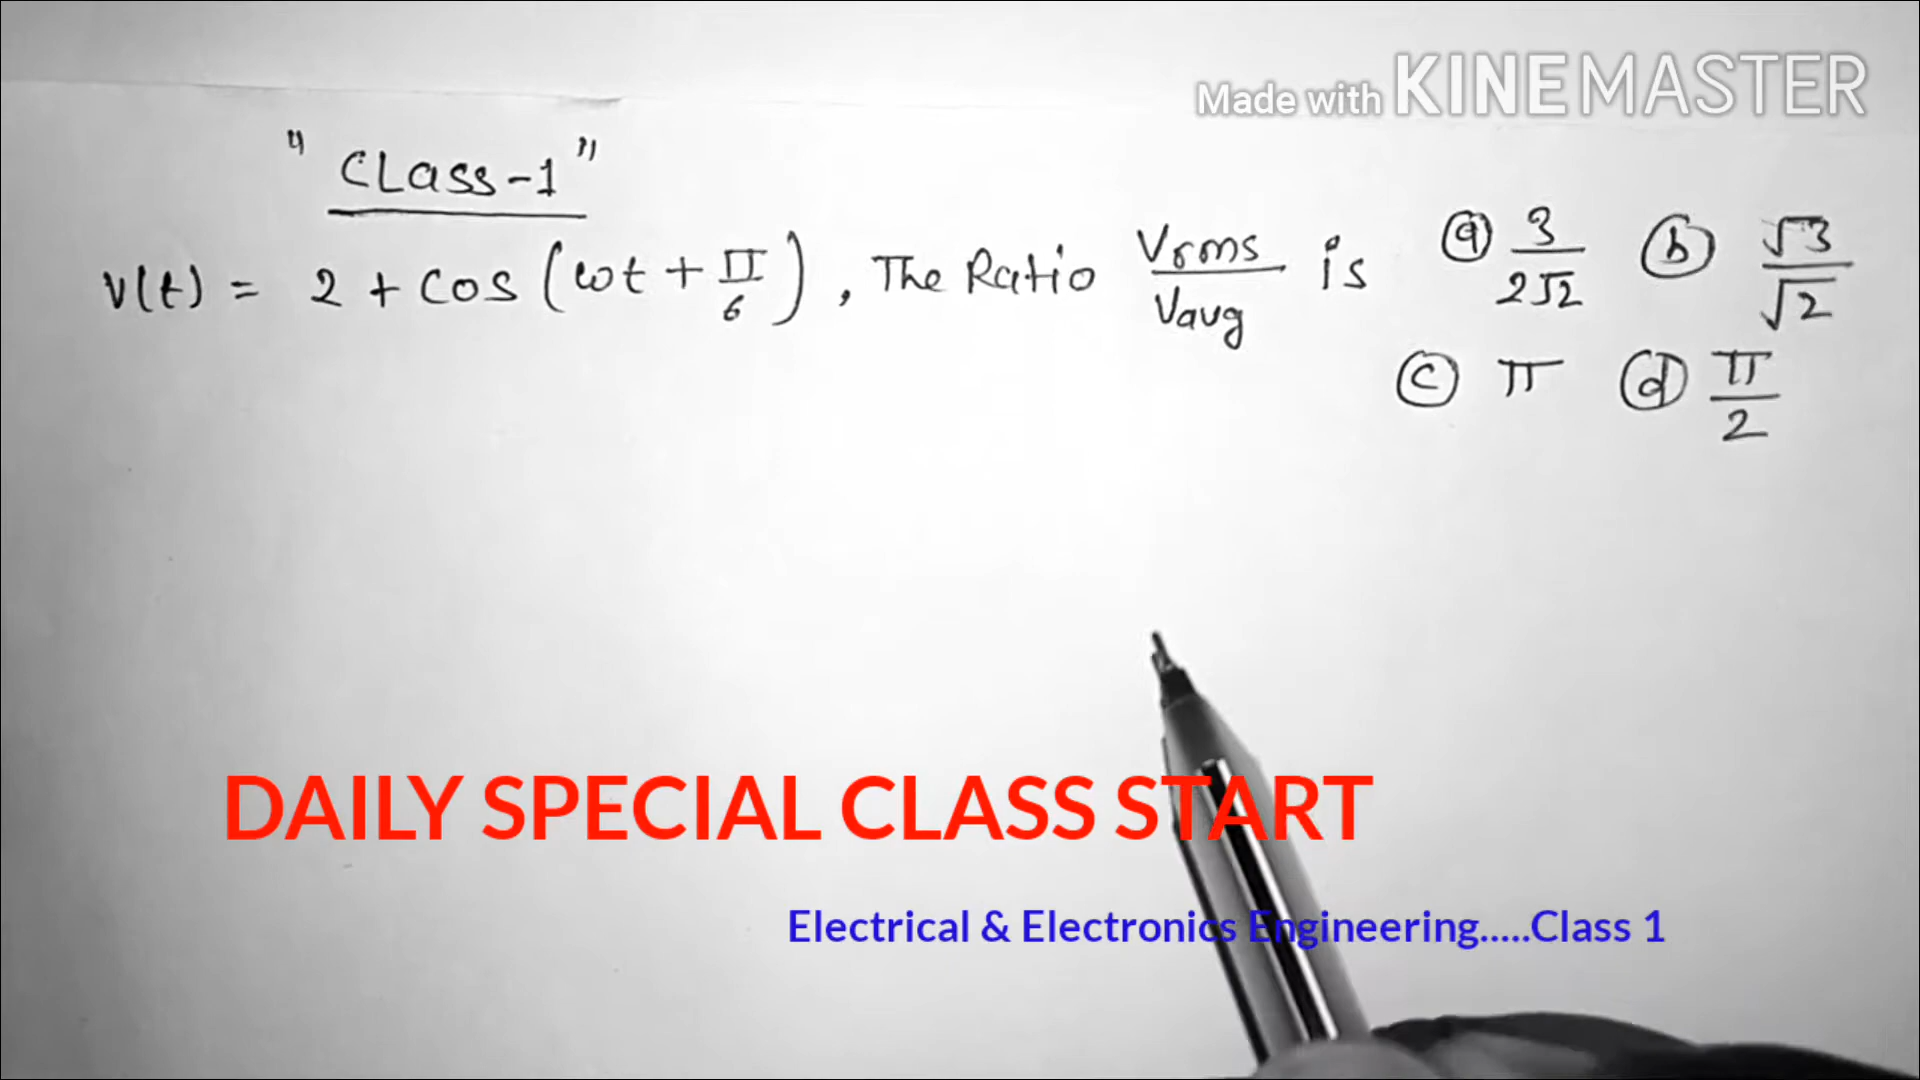 Made with KINEMASTER
"CLass-1"
v(t) = 2 + cos (ωt + π/6), The Ratio Vrms/Vavg is ⓐ 3/2√2 ⓑ √3/√2
ⓒ π ⓓ π/2
DAILY SPECIAL CLASS START
Electrical & Electronics Engineering.....Class 1